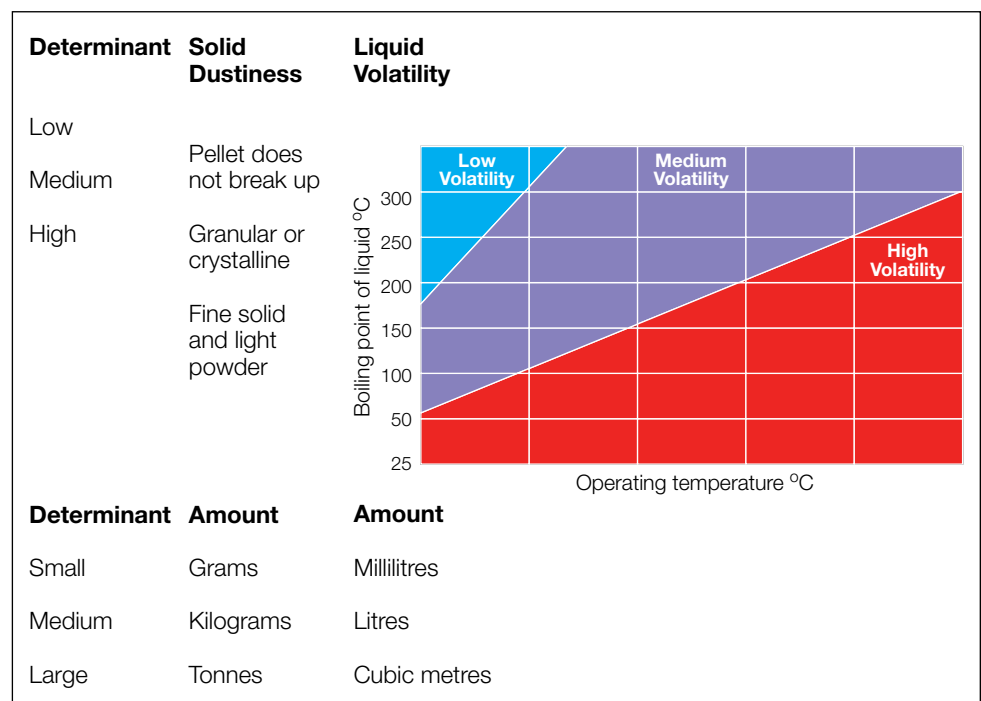 Determinant Solid Dustiness Liquid Volatility
Low
Medium
High
Pellet does
not break up
Granular or
crystalline
Fine solid
and light
powder
Boiling point of liquid °C
300
250
200
150
100
50
25
Low
Volatility
Medium
Volatility
High
Volatility
Operating temperature °C
Determinant Amount Amount
Small Grams Millilitres
Medium Kilograms Litres
Large Tonnes Cubic metres